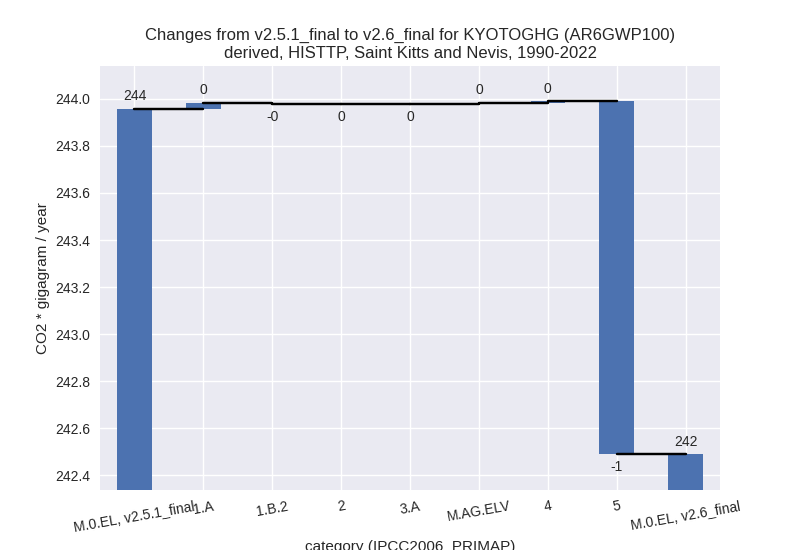 Changes from v2.5.1_final to v2.6_final for KYOTOGHG (AR6GWP100)
derived, HISTTP, Saint Kitts and Nevis, 1990-2022
244
0
-0
0
0
0
0
-1
242
244.0
243.8
243.6
243.4
243.2
243.0
242.8
242.6
242.4
CO2 * gigagram / year
M.0.EL, v2.5.1_final
1.A
1.B.2
2
3.A
M.AG.ELV
4
5
M.0.EL, v2.6_final
category (IPCC2006_PRIMAP)